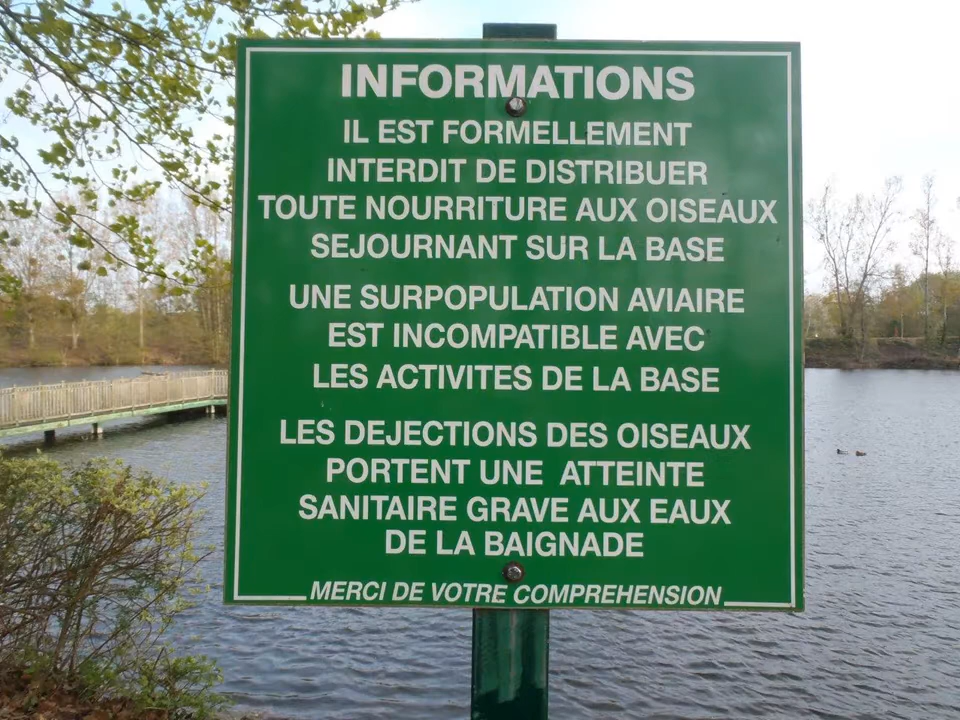 INFORMATIONS
IL EST FORMELLEMENT
INTERDIT DE DISTRIBUER
TOUTE NOURRITURE AUX OISEAUX
SEJOURNANT SUR LA BASE
UNE SURPOPULATION AVIAIRE
EST INCOMPATIBLE AVEC
LES ACTIVITES DE LA BASE
LES DEJECTIONS DES OISEAUX
PORTENT UNE ATTEINTE
SANITAIRE GRAVE AUX EAUX
DE LA BAIGNADE
MERCI DE VOTRE COMPREHENSION